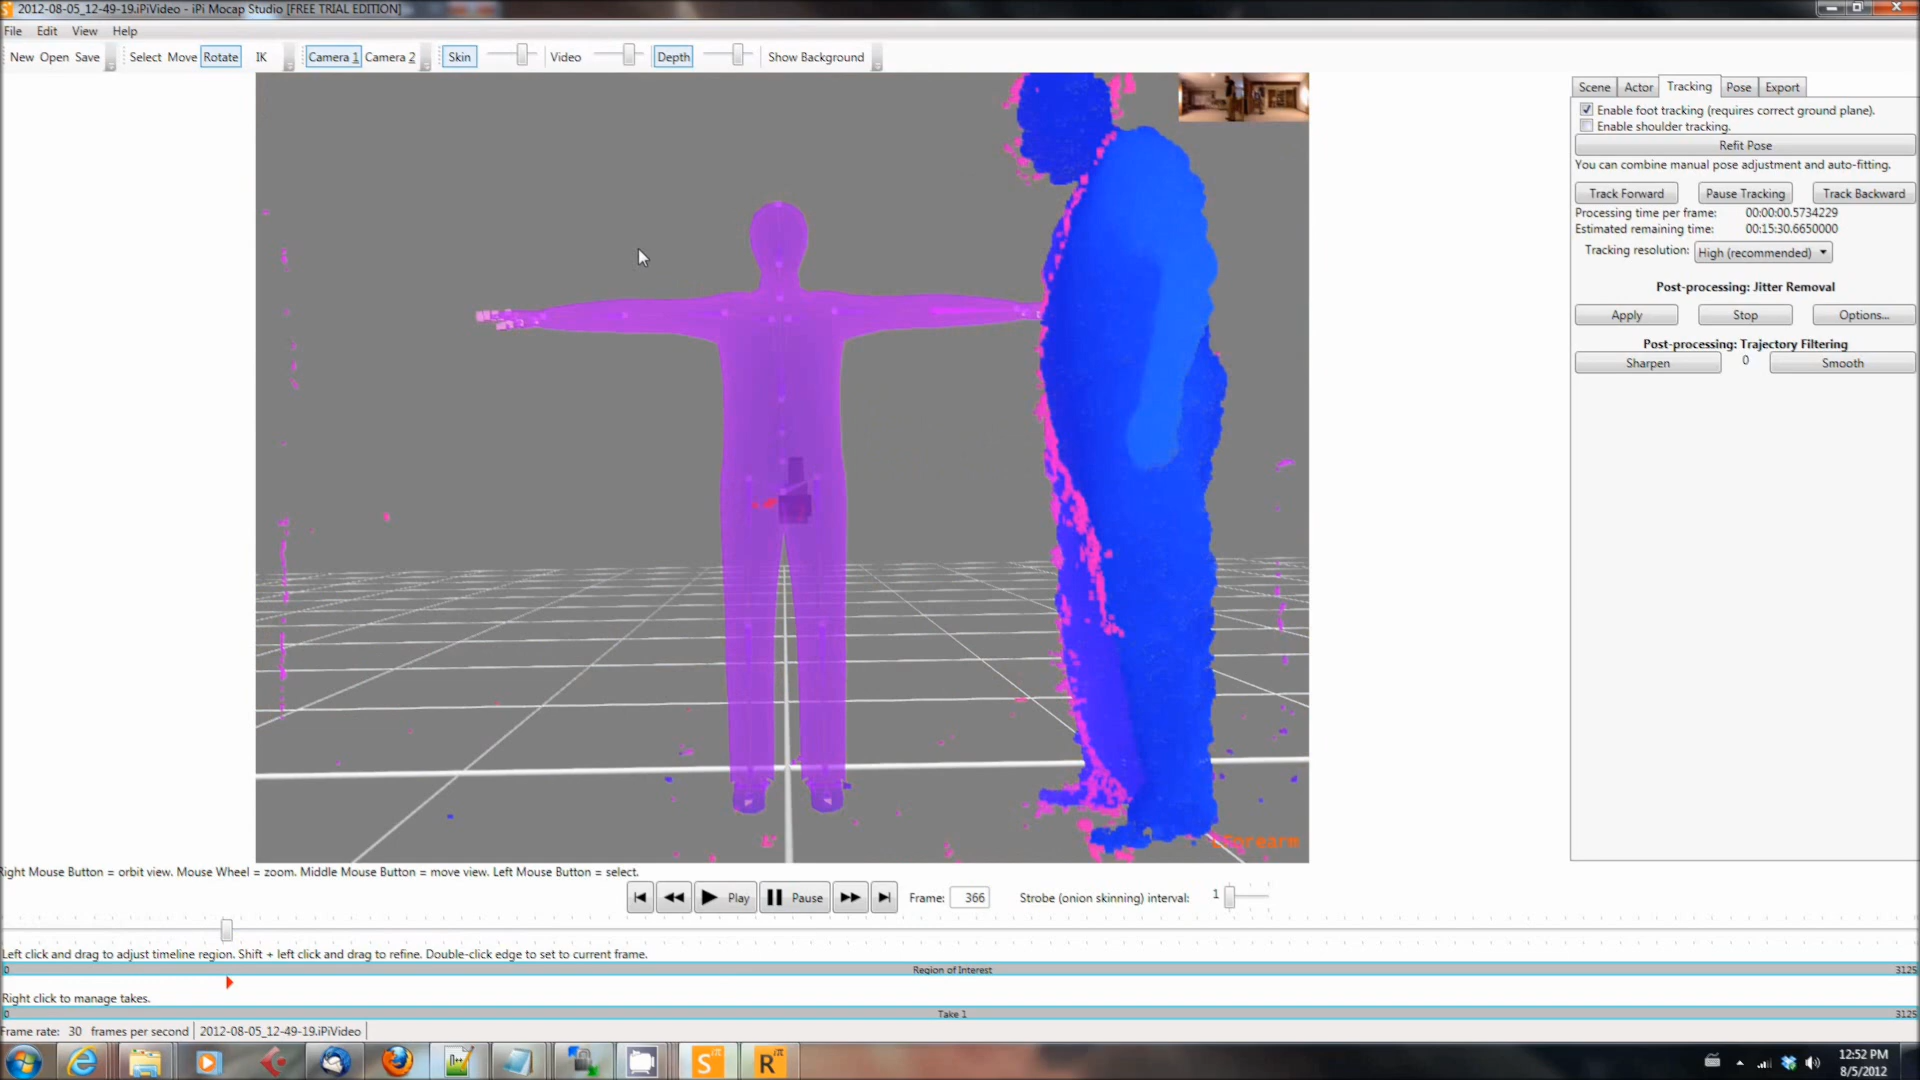 2012-08-05_12-49-19.iPiVideo - iPi Mocap Studio [FREE TRIAL EDITION]
File Edit View Help
New Open Save Select Move Rotate IK Camera 1 Camera 2 Skin Video Depth Show Background
Scene Actor Tracking Pose Export
Enable foot tracking (requires correct ground plane).
Enable shoulder tracking.
Refit Pose
You can combine manual pose adjustment and auto-fitting.
Track Forward Pause Tracking Track Backward
Processing time per frame: 00:00:00.5734229
Estimated remaining time: 00:15:30.6650000
Tracking resolution: High (recommended)
Post-processing: Jitter Removal
Apply Stop Options...
Post-processing: Trajectory Filtering
Sharpen 0 Smooth
Right Mouse Button = orbit view. Mouse Wheel = zoom. Middle Mouse Button = move view. Left Mouse Button = select.
Play Pause Frame: 366 Strobe (onion skinning) interval: 1
Left click and drag to adjust timeline region. Shift + left click and drag to refine. Double-click edge to set to current frame.
0 Region of Interest 3125
Right click to manage takes.
0 Take 1 3125
Frame rate: 30 frames per second 2012-08-05_12-49-19.iPiVideo
12:52 PM
8/5/2012